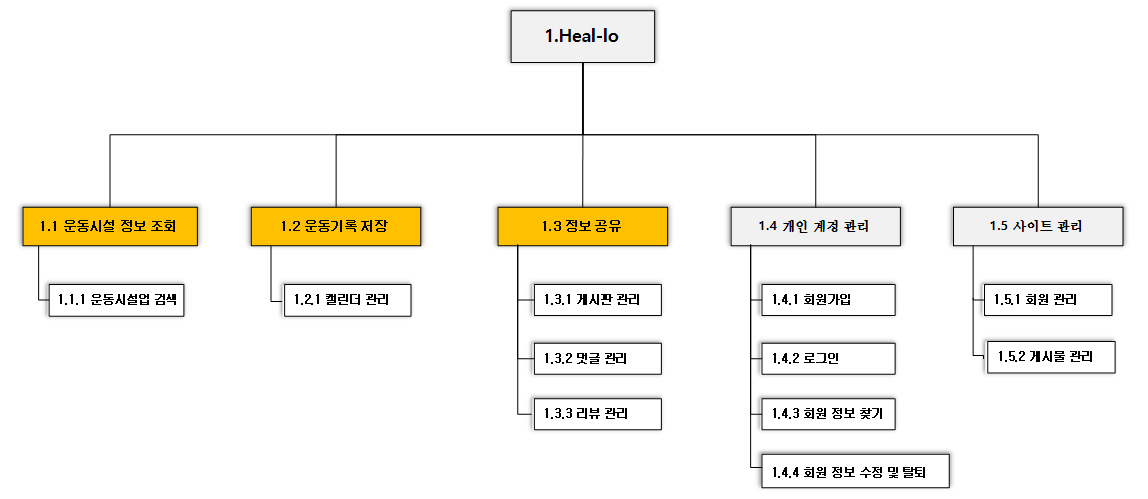 1.Heal-lo
1.1 운동시설 정보 조회
1.2 운동기록 저장
1.3 정보 공유
1.4 개인 계정 관리
1.5 사이트 관리
1.1.1 운동시설업 검색
1.2.1 캘린더 관리
1.3.1 게시판 관리
1.4.1 회원가입
1.5.1 회원 관리
1.3.2 댓글 관리
1.4.2 로그인
1.5.2 게시물 관리
1.3.3 리뷰 관리
1.4.3 회원 정보 찾기
1.4.4 회원 정보 수정 및 탈퇴